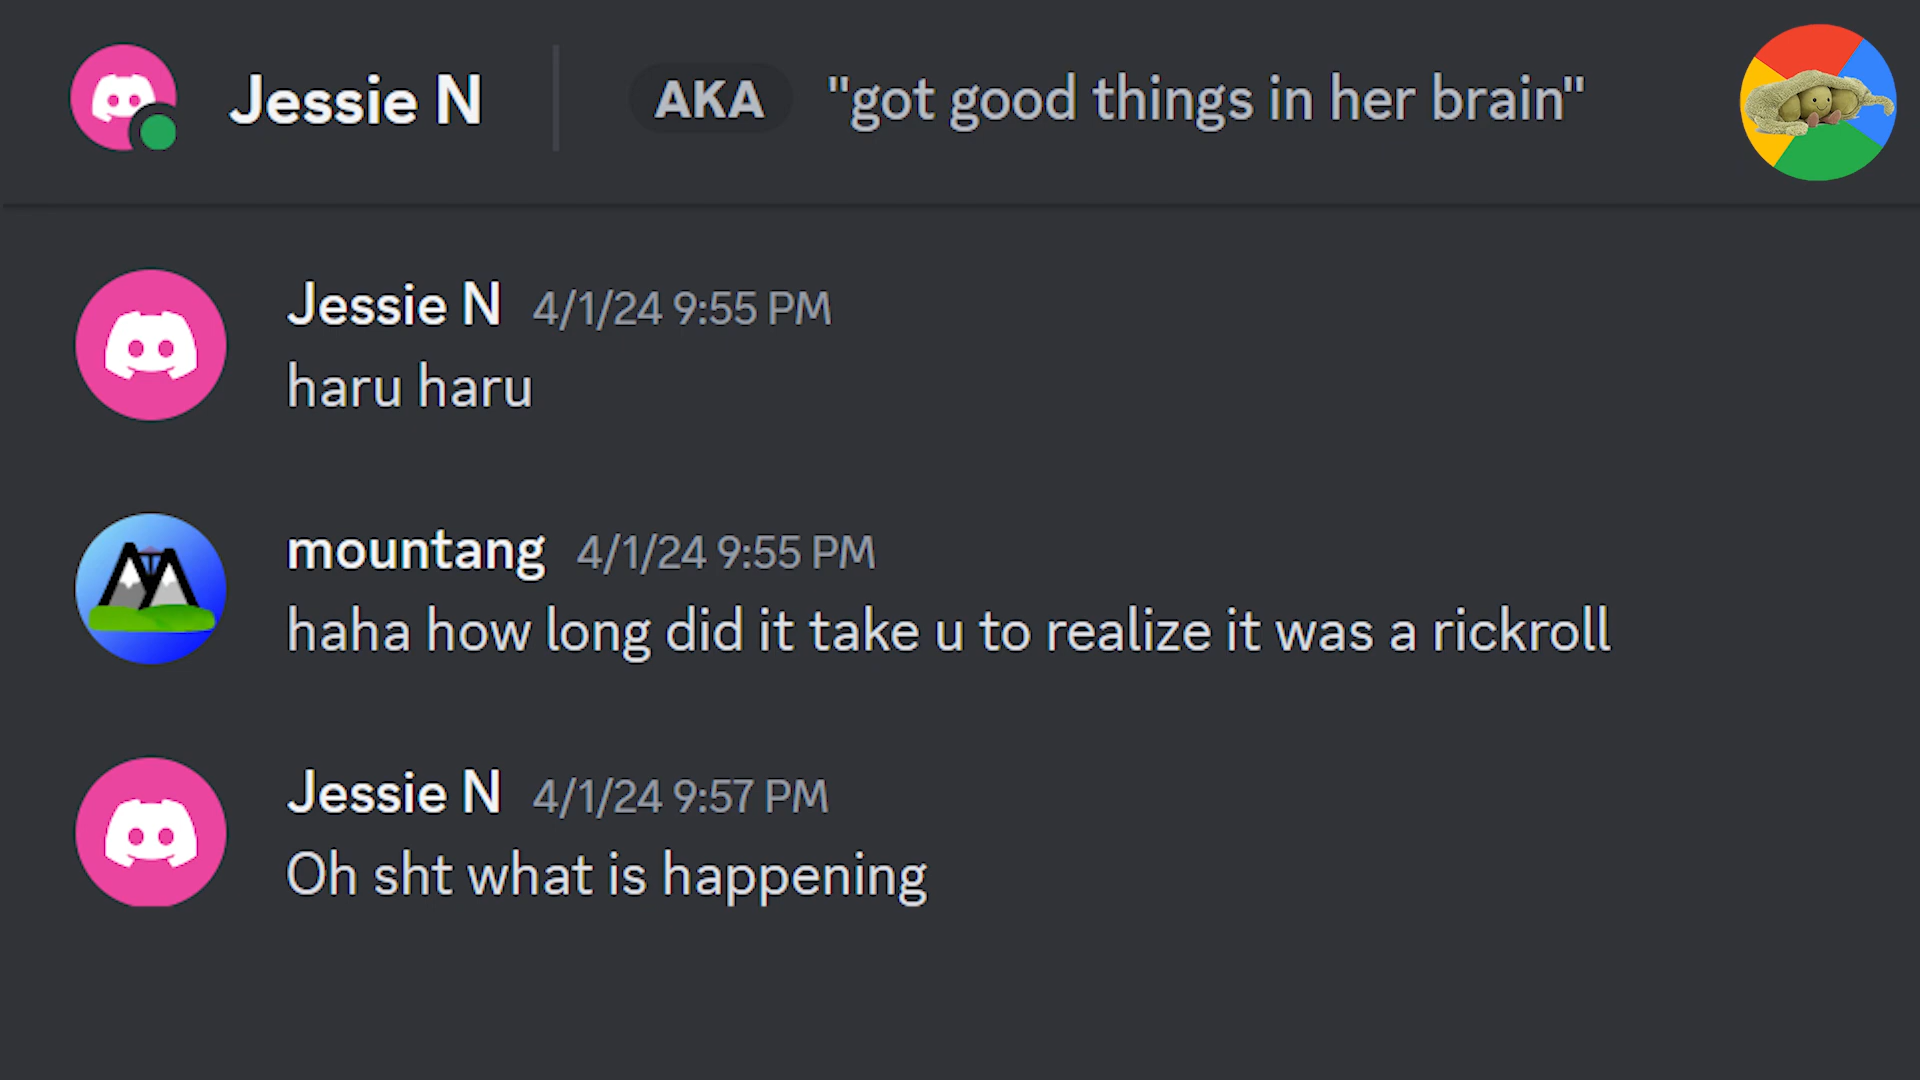 Jessie N AKA "got good things in her brain"
Jessie N 4/1/24 9:55 PM
haru haru
mountang 4/1/24 9:55 PM
haha how long did it take u to realize it was a rickroll
Jessie N 4/1/24 9:57 PM
Oh sht what is happening